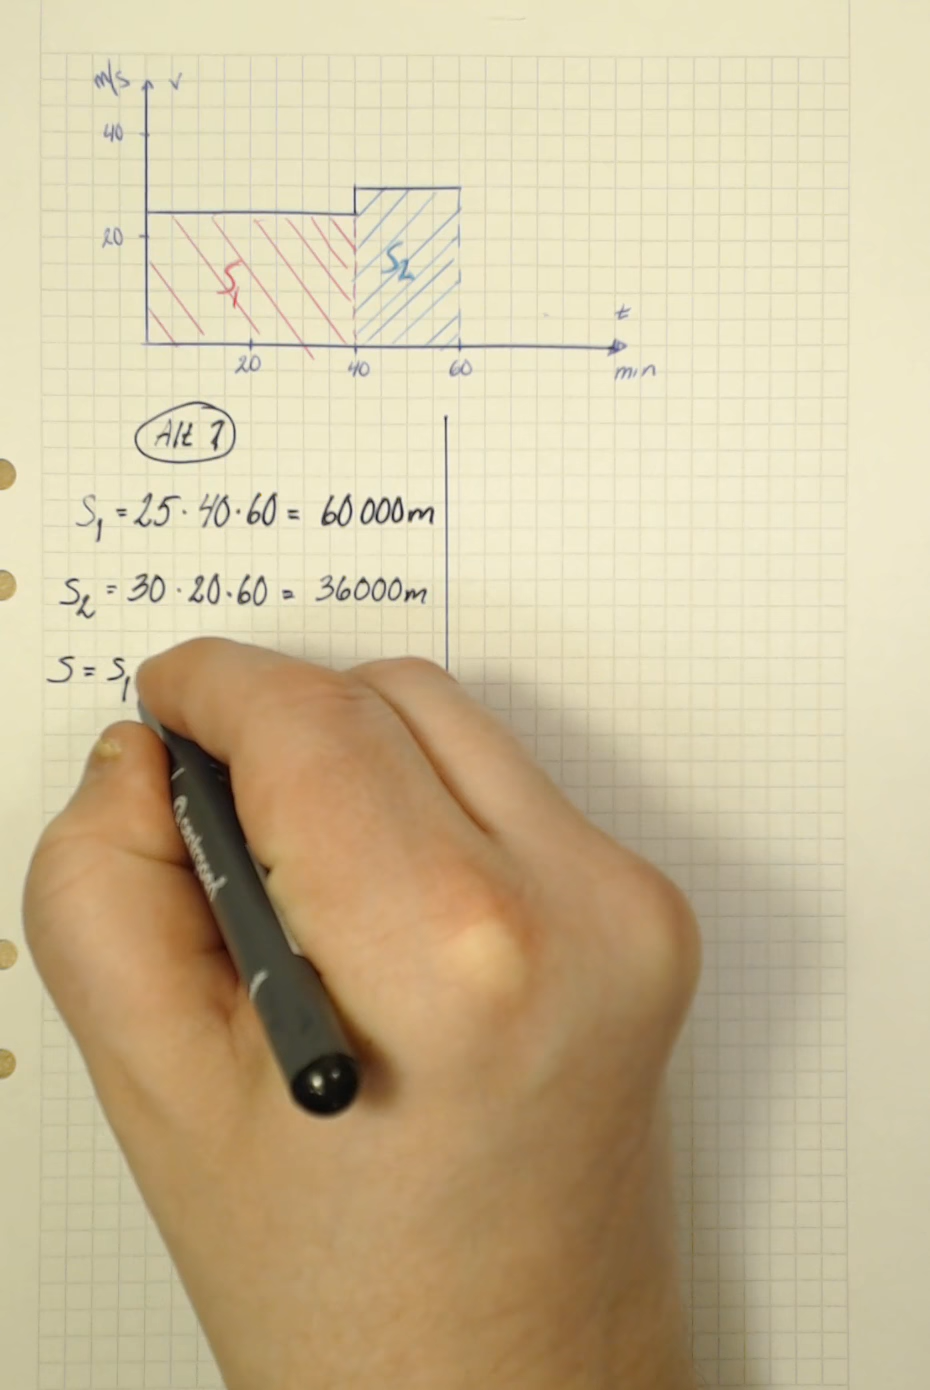 m/s v
40
20
S1
S2
t
20 40 60 min
Alt 1
S1 = 25 · 40 · 60 = 60 000m
S2 = 30 · 20 · 60 = 36000m
S = S1